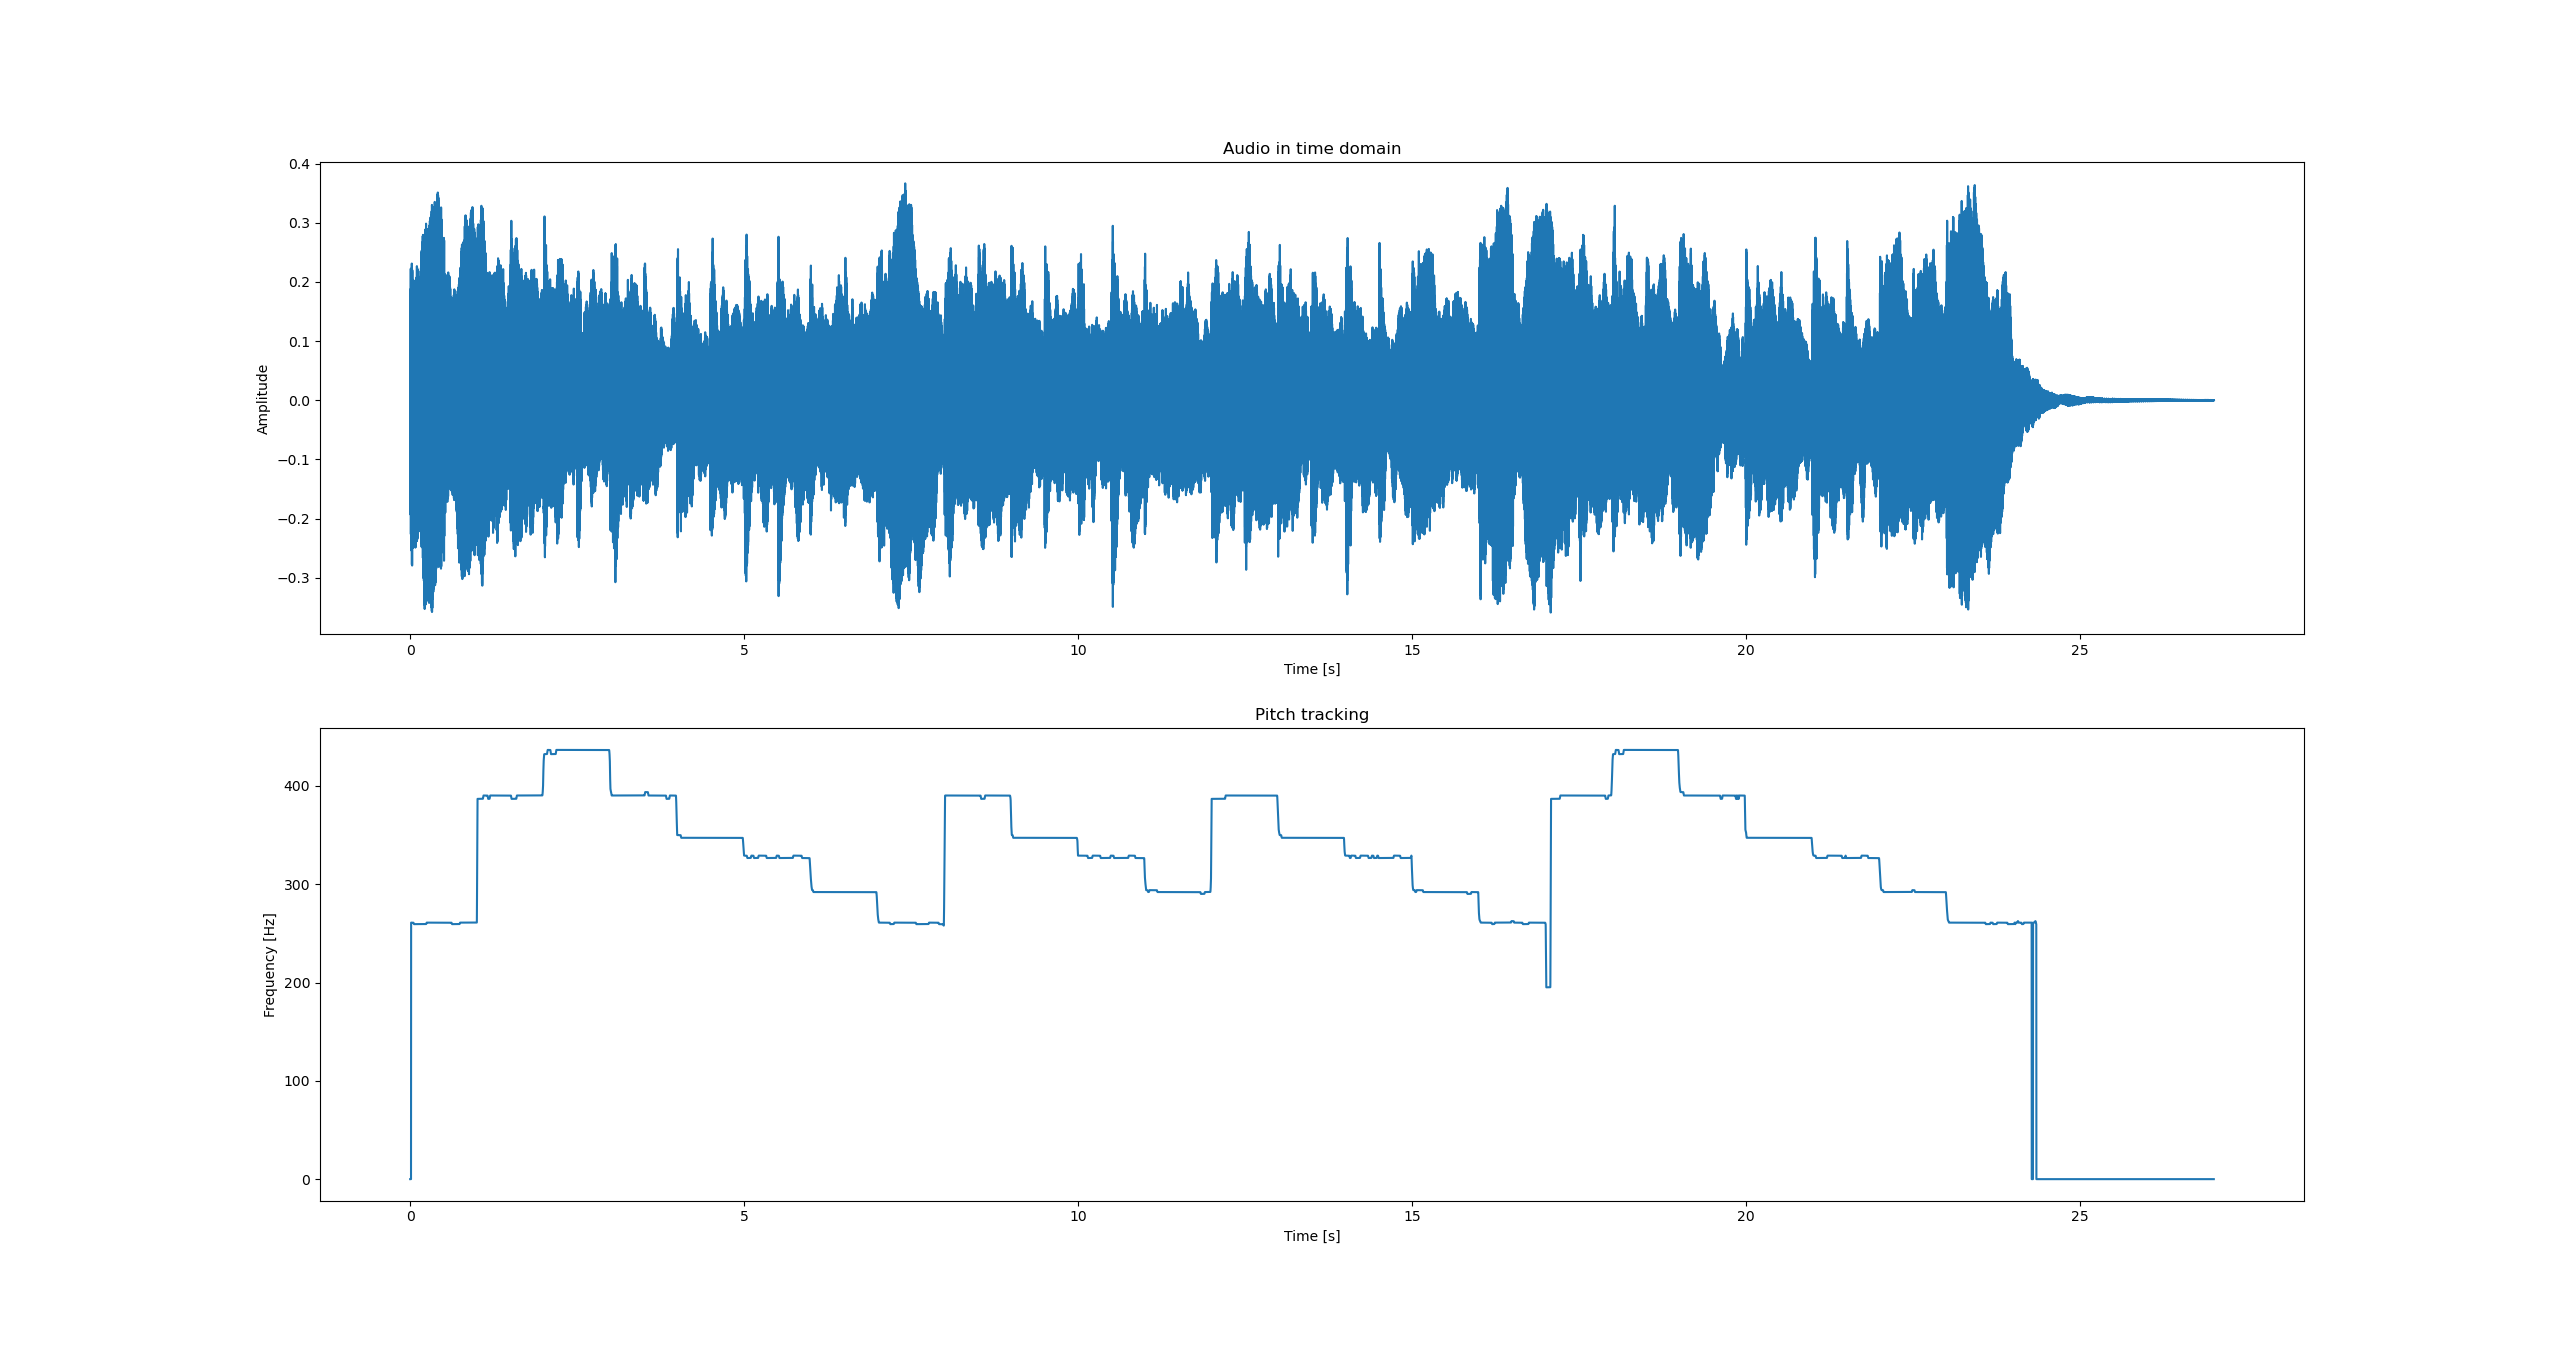 Audio in time domain
0.4
0.3
0.2
0.1
0.0
−0.1
−0.2
−0.3
Amplitude
0 5 10 15 20 25
Time [s]
Pitch tracking
400
300
200
100
0
Frequency [Hz]
0 5 10 15 20 25
Time [s]